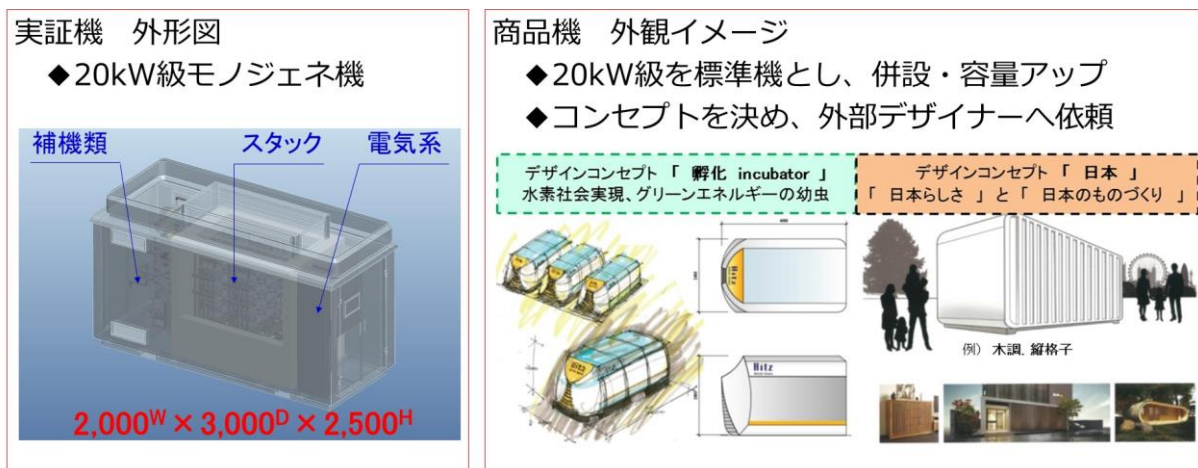 実証機　外形図
◆20kW級モノジェネ機
補機類
スタック
電気系
2,000W × 3,000D × 2,500H
商品機　外観イメージ
◆20kW級を標準機とし、併設・容量アップ
◆コンセプトを決め、外部デザイナーへ依頼
デザインコンセプト「 孵化 incubator 」
水素社会実現、グリーンエネルギーの幼虫
デザインコンセプト「 日本 」
「 日本らしさ 」 と 「 日本のものづくり 」
Hitz
Hitz
例） 木調、縦格子